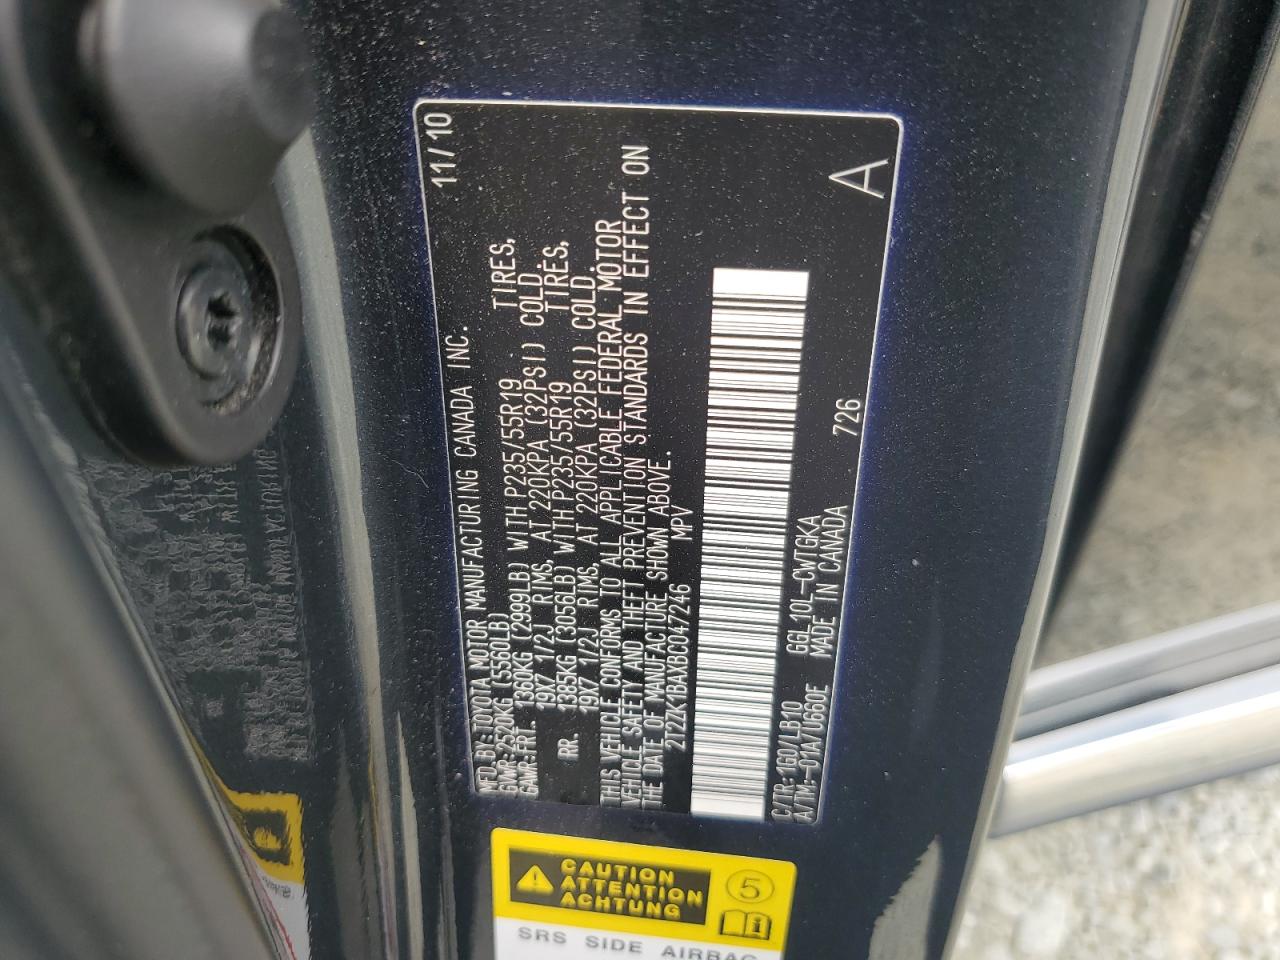 MFD. BY: TOYOTA MOTOR MANUFACTURING CANADA INC. 11/10
GVWR: 2520KG (5560LB)
GAWR: FRT. 1360KG (2999LB) WITH P235/55R19 TIRES,
19X7 1/2J RIMS, AT 220KPA (32PSI) COLD.
RR. 1385KG (3056LB) WITH P235/55R19 TIRES,
19X7 1/2J RIMS, AT 220KPA (32PSI) COLD.
THIS VEHICLE CONFORMS TO ALL APPLICABLE FEDERAL MOTOR
VEHICLE SAFETY AND THEFT PREVENTION STANDARDS IN EFFECT ON
THE DATE OF MANUFACTURE SHOWN ABOVE.
2T2ZK1BAXBC047246 MPV
C/TR: 1G0/LB10 GGL10L-CWTGKA
A/TM: -01A/U660E MADE IN CANADA 726
A
CAUTION
ATTENTION
ACHTUNG
5
SRS SIDE AIRBAG